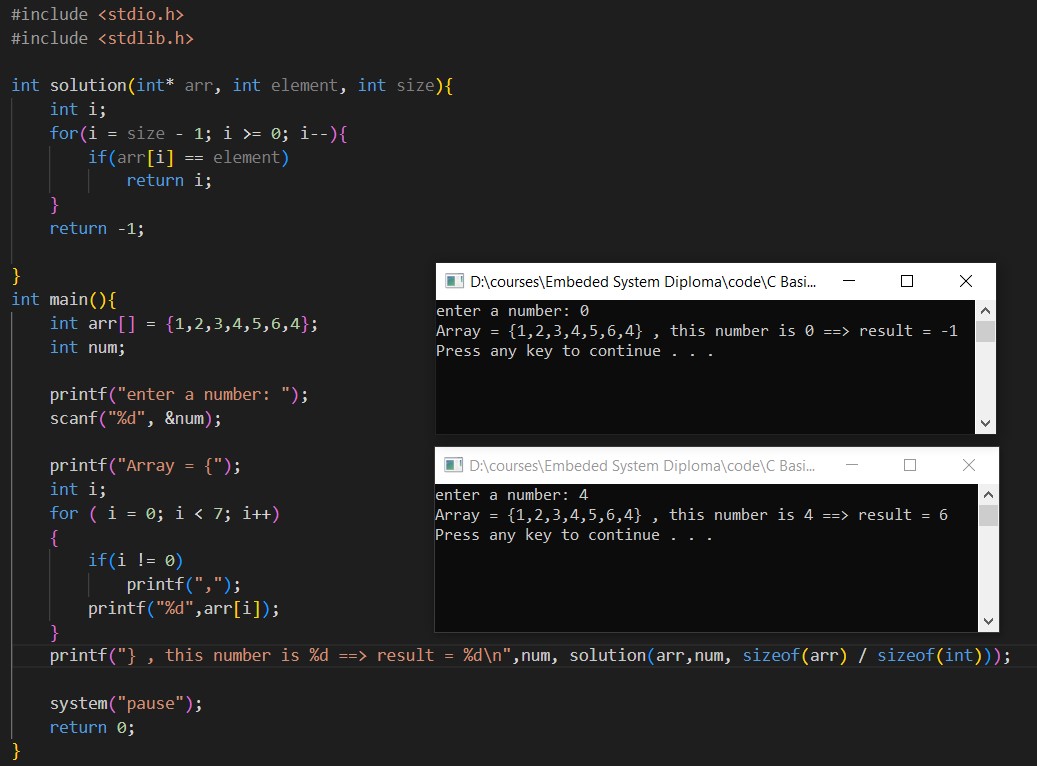 #include <stdio.h>
#include <stdlib.h>

int solution(int* arr, int element, int size){
    int i;
    for(i = size - 1; i >= 0; i--){
        if(arr[i] == element)
            return i;
    }
    return -1;

}
int main(){
    int arr[] = {1,2,3,4,5,6,4};
    int num;

    printf("enter a number: ");
    scanf("%d", &num);

    printf("Array = {");
    int i;
    for ( i = 0; i < 7; i++)
    {
        if(i != 0)
            printf(",");
        printf("%d",arr[i]);
    }
    printf("} , this number is %d ==> result = %d\n",num, solution(arr,num, sizeof(arr) / sizeof(int)));

    system("pause");
    return 0;
}
D:\courses\Embeded System Diploma\code\C Basi...
enter a number: 0
Array = {1,2,3,4,5,6,4} , this number is 0 ==> result = -1
Press any key to continue . . .
D:\courses\Embeded System Diploma\code\C Basi...
enter a number: 4
Array = {1,2,3,4,5,6,4} , this number is 4 ==> result = 6
Press any key to continue . . .